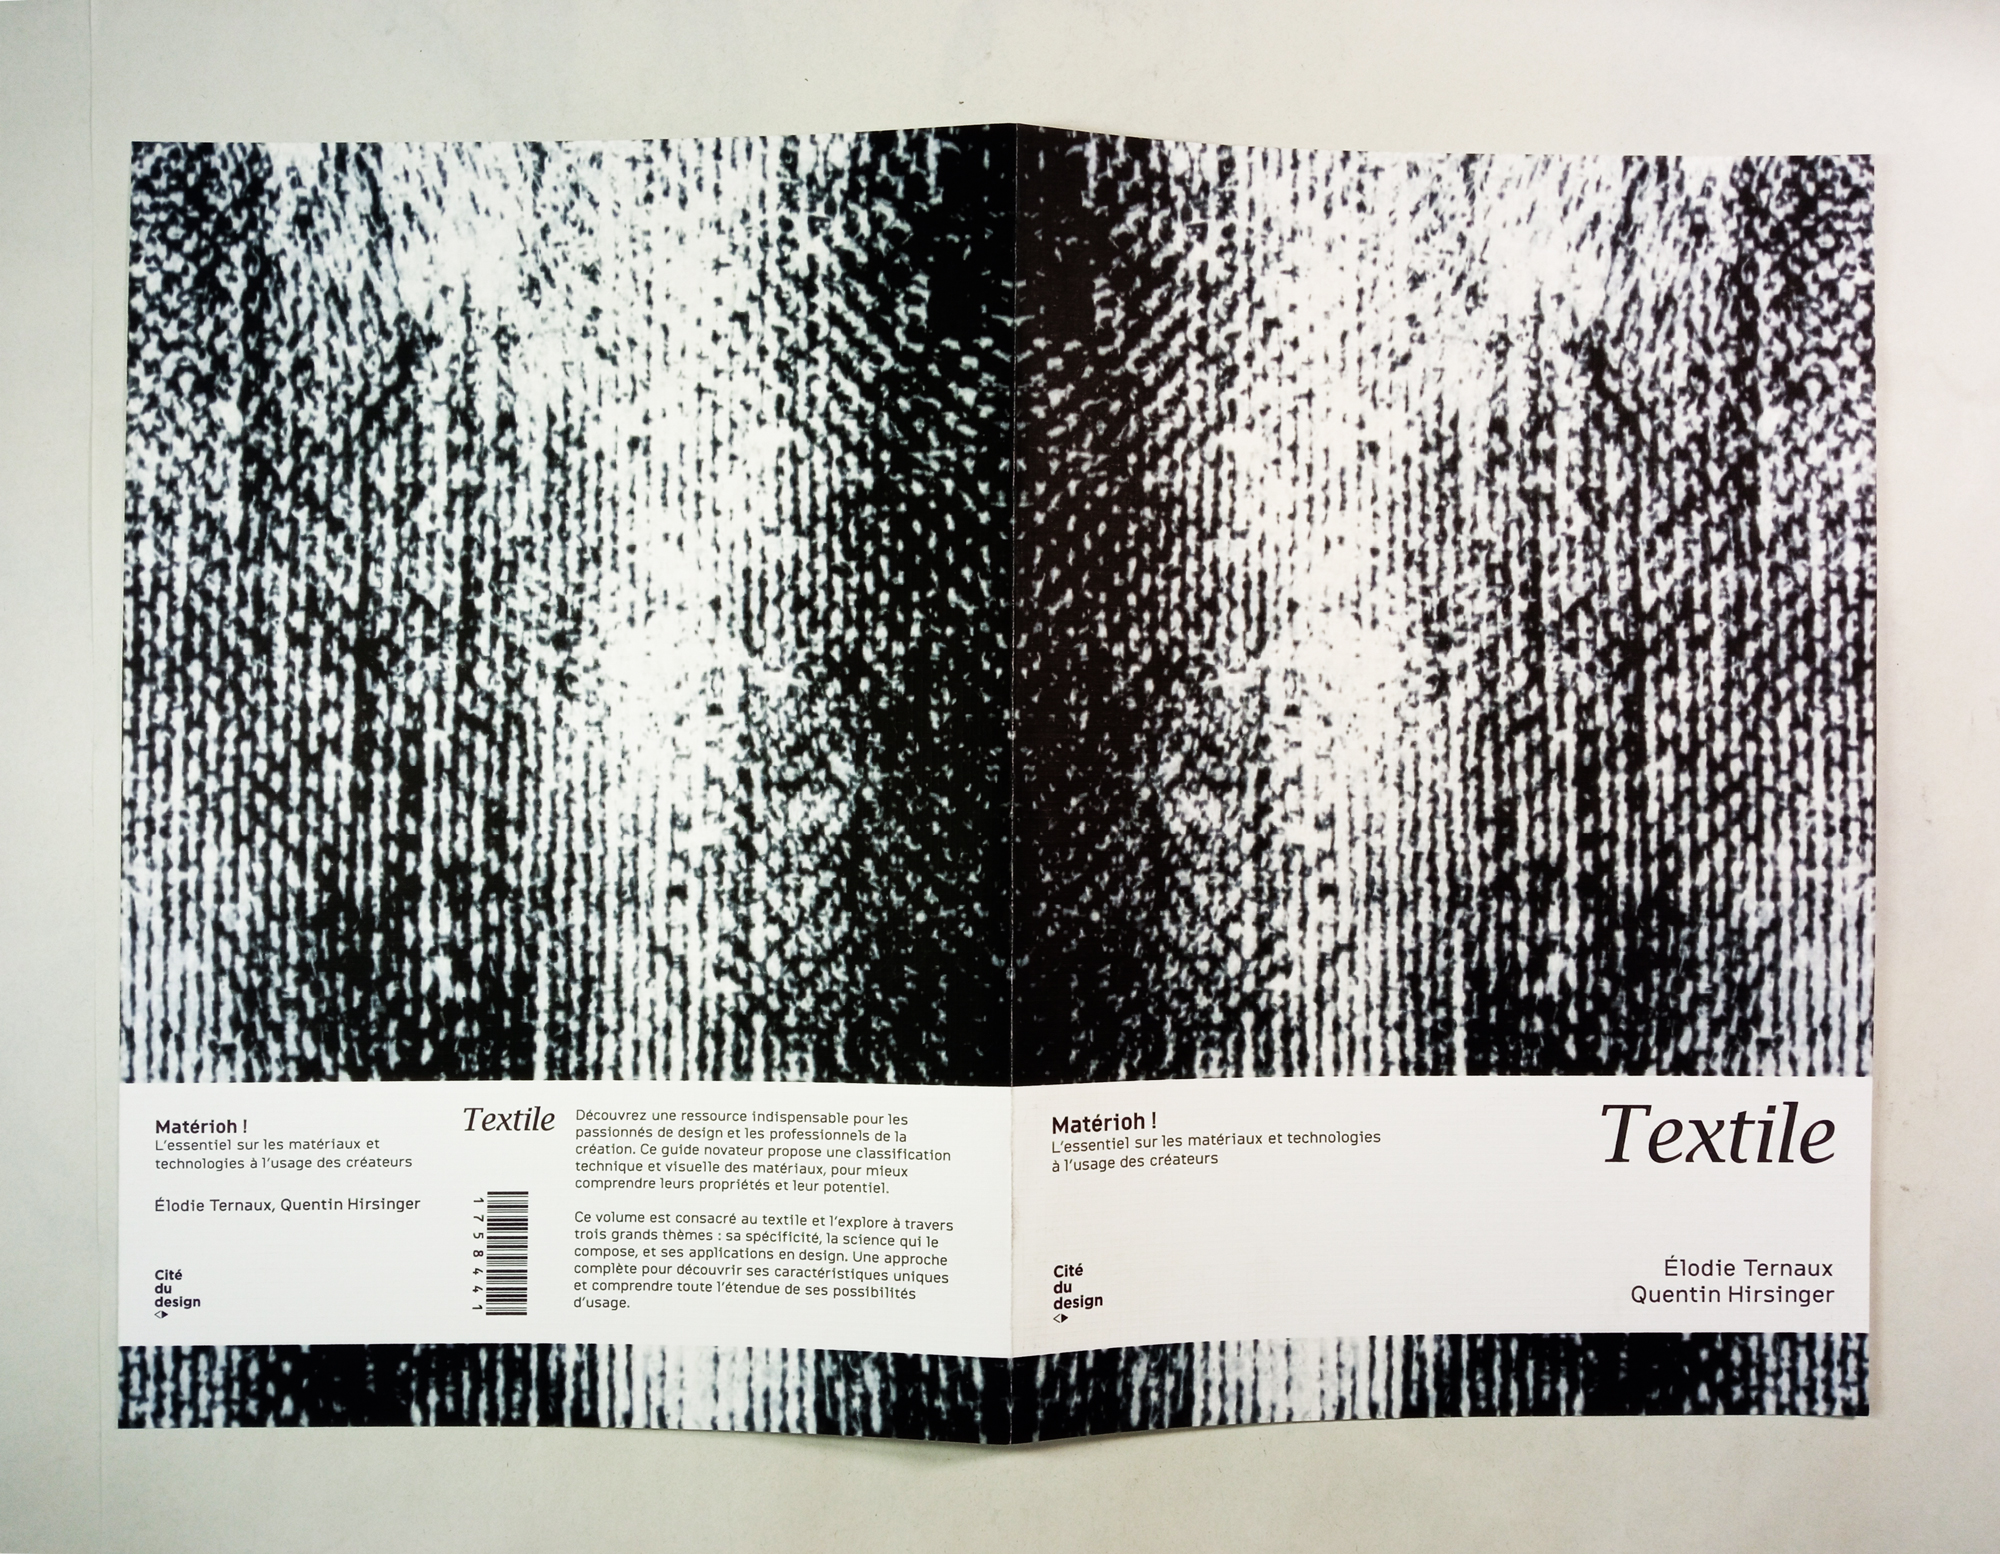 Matérioh !
L'essentiel sur les matériaux et
technologies à l'usage des créateurs
Élodie Ternaux, Quentin Hirsinger
Cité
du
design
Textile
1758441
Découvrez une ressource indispensable pour les
passionnés de design et les professionnels de la
création. Ce guide novateur propose une classification
technique et visuelle des matériaux, pour mieux
comprendre leurs propriétés et leur potentiel.
Ce volume est consacré au textile et l'explore à travers
trois grands thèmes : sa spécificité, la science qui le
compose, et ses applications en design. Une approche
complète pour découvrir ses caractéristiques uniques
et comprendre toute l'étendue de ses possibilités
d'usage.
Matérioh !
L'essentiel sur les matériaux et technologies
à l'usage des créateurs
Cité
du
design
Textile
Élodie Ternaux
Quentin Hirsinger